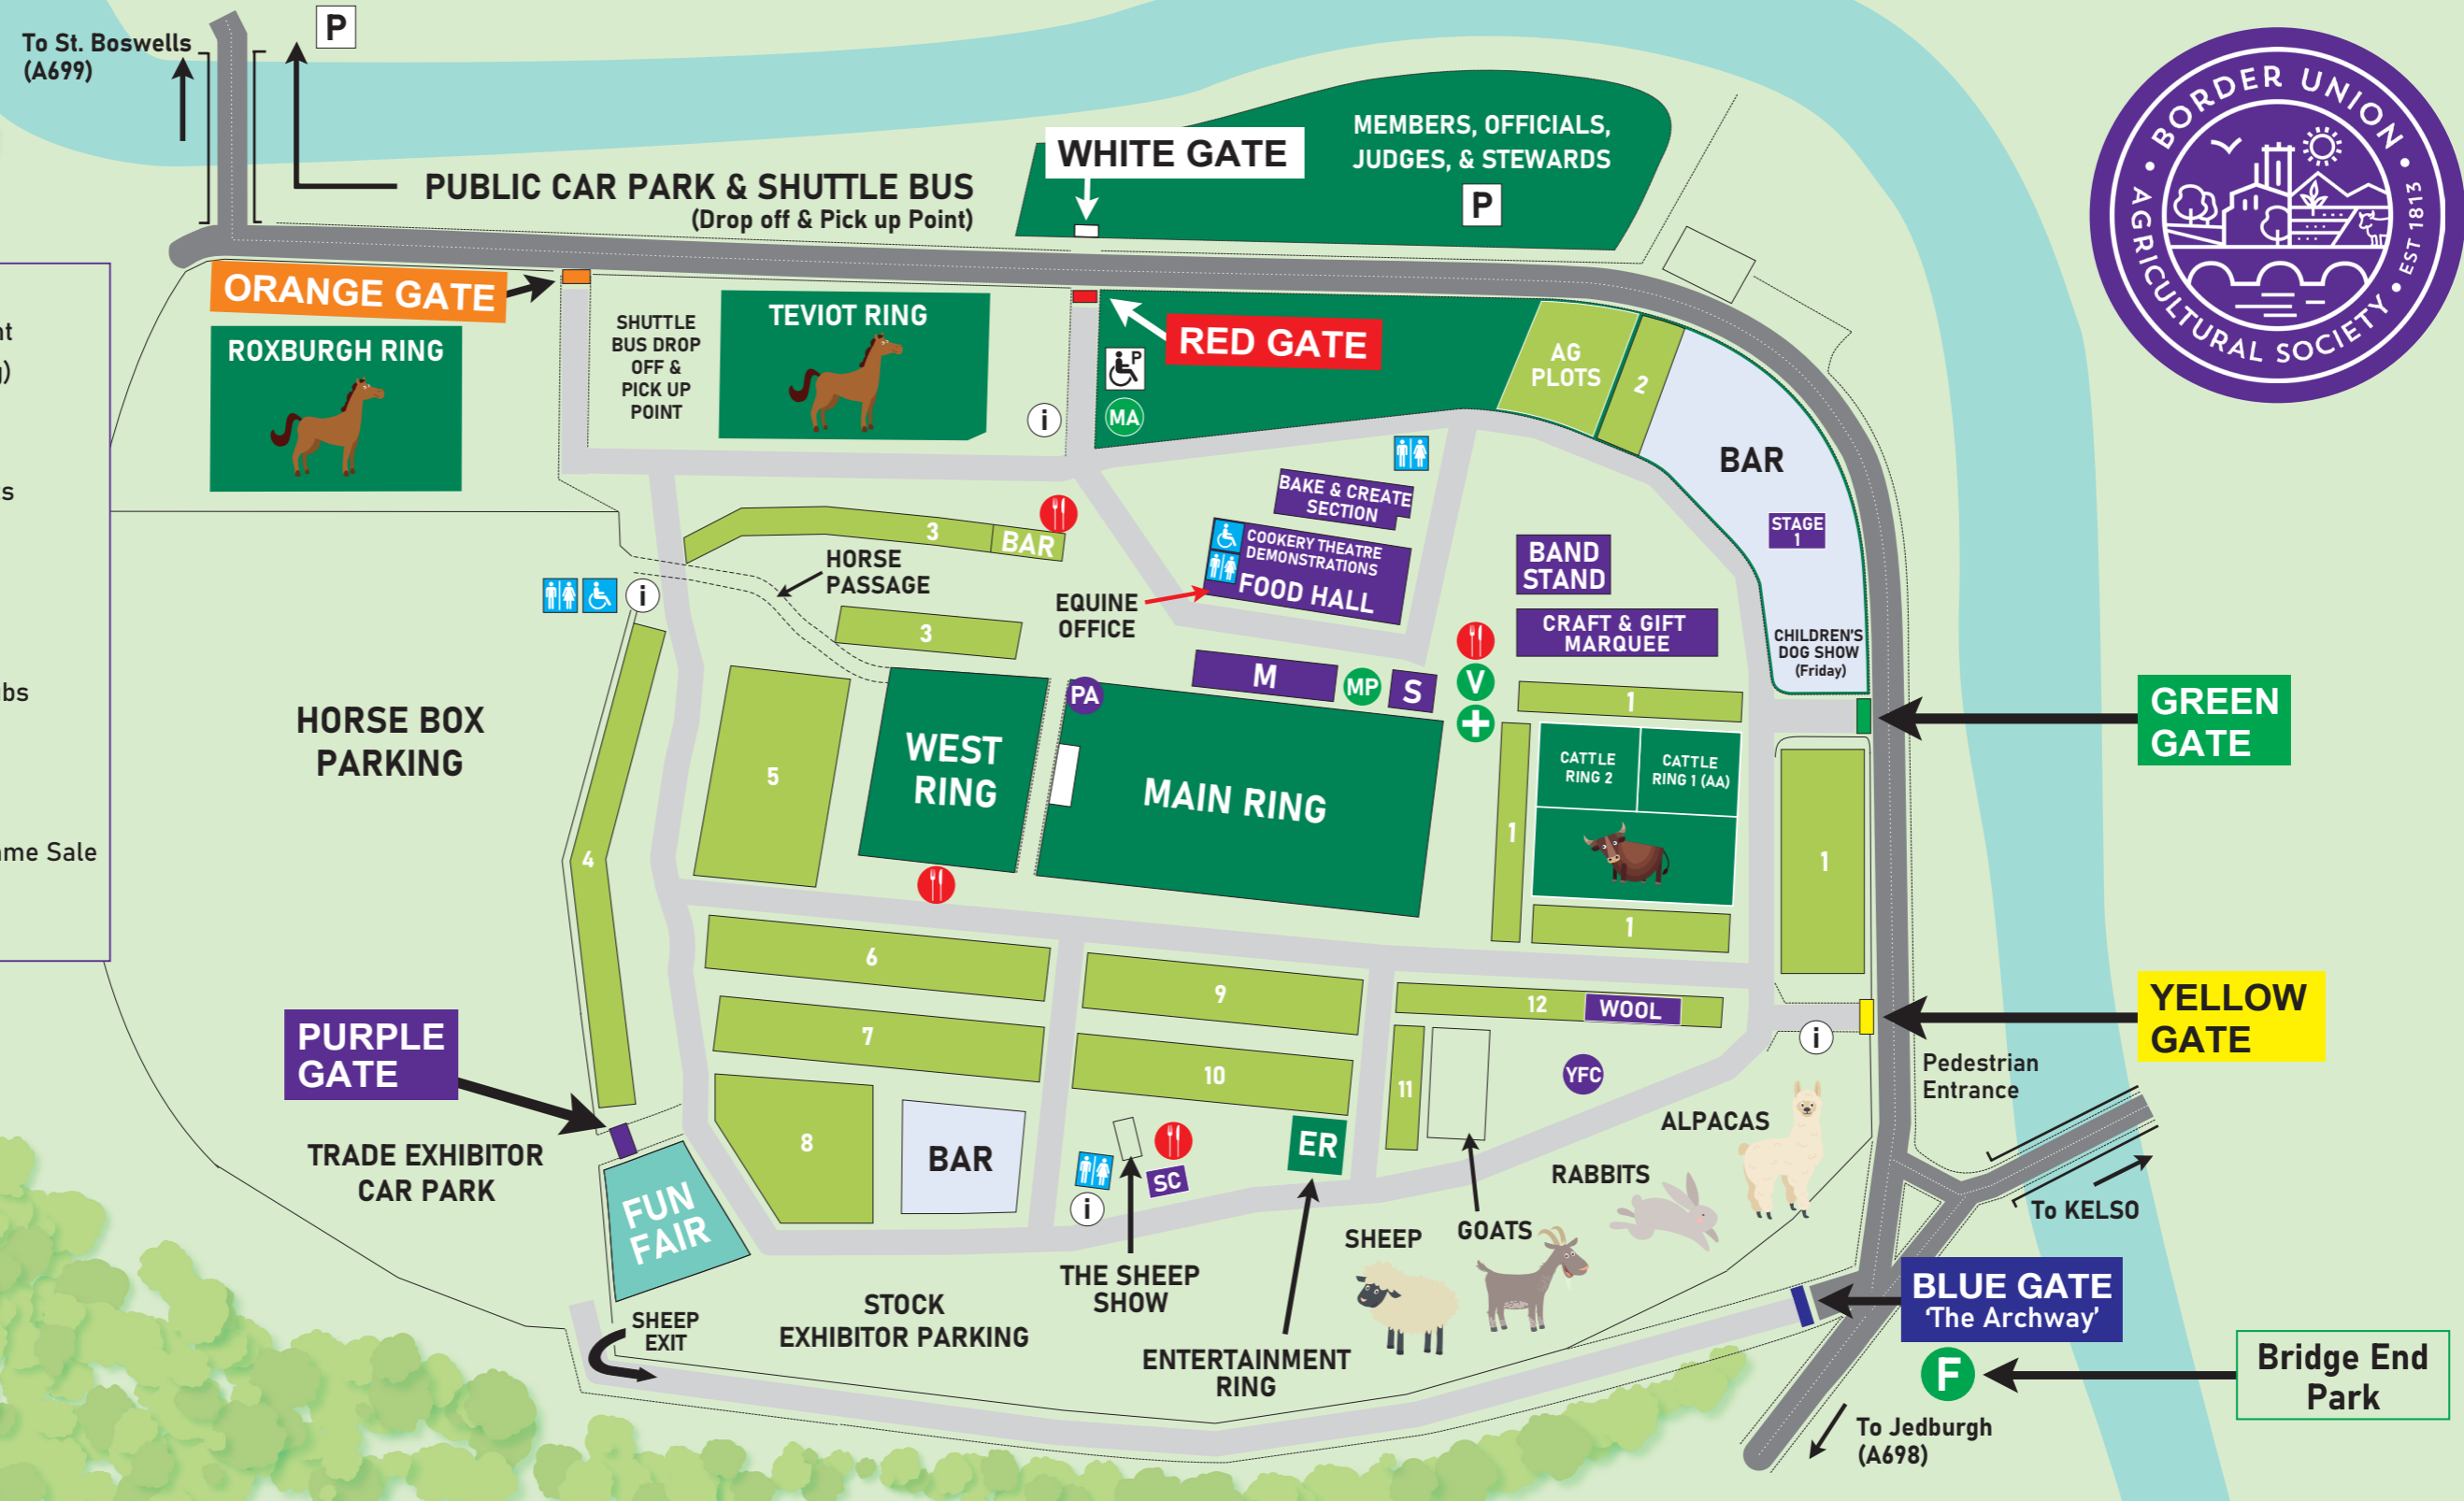 To St. Boswells
(A699)
P
PUBLIC CAR PARK & SHUTTLE BUS
(Drop off & Pick up Point)
WHITE GATE
MEMBERS, OFFICIALS,
JUDGES, & STEWARDS
P
BORDER UNION
AGRICULTURAL SOCIETY
EST 1813
ORANGE GATE
ROXBURGH RING
SHUTTLE
BUS DROP
OFF &
PICK UP
POINT
TEVIOT RING
i
RED GATE
P
MA
AG
PLOTS
2
BAR
STAGE
1
CHILDREN'S
DOG SHOW
(Friday)
nt
g)
s
bs
me Sale
3
BAR
HORSE
PASSAGE
3
i
BAKE & CREATE
SECTION
COOKERY THEATRE
DEMONSTRATIONS
FOOD HALL
EQUINE
OFFICE
BAND
STAND
CRAFT & GIFT
MARQUEE
M
MP
S
V
PA
HORSE BOX
PARKING
4
5
WEST
RING
MAIN RING
1
1
CATTLE
RING 2
CATTLE
RING 1 (AA)
1
1
GREEN
GATE
YELLOW
GATE
i
Pedestrian
Entrance
6
7
8
BAR
9
10
11
12
WOOL
YFC
PURPLE
GATE
TRADE EXHIBITOR
CAR PARK
FUN
FAIR
i
SC
ER
THE SHEEP
SHOW
ENTERTAINMENT
RING
SHEEP
GOATS
RABBITS
ALPACAS
SHEEP
EXIT
STOCK
EXHIBITOR PARKING
To KELSO
BLUE GATE
‘The Archway’
F
Bridge End
Park
To Jedburgh
(A698)